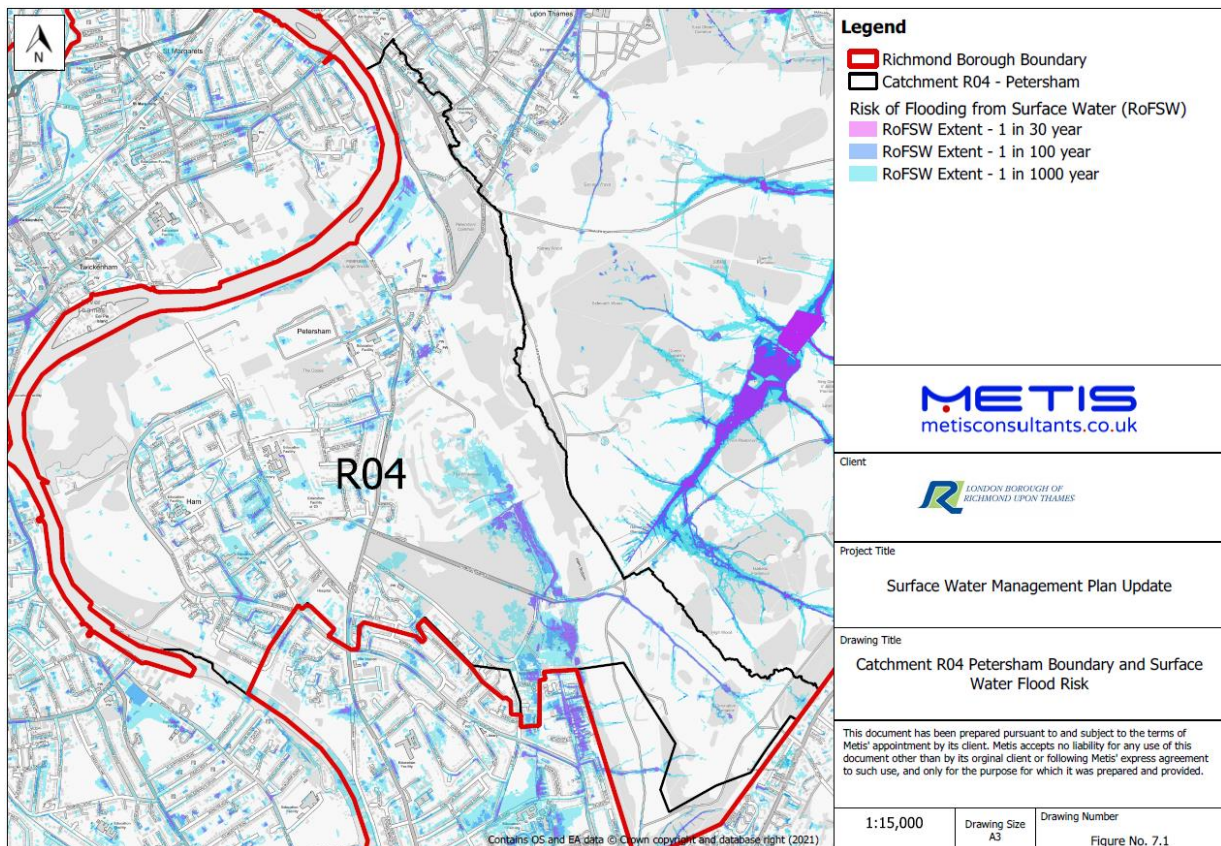 N
upon Thames
St Margarets
Twickenham
Petersham
Ham
R04
Contains OS and EA data © Crown copyright and database right (2021)
Legend
Richmond Borough Boundary
Catchment R04 - Petersham
Risk of Flooding from Surface Water (RoFSW)
RoFSW Extent - 1 in 30 year
RoFSW Extent - 1 in 100 year
RoFSW Extent - 1 in 1000 year
METIS
metisconsultants.co.uk
Client
LONDON BOROUGH OF
RICHMOND UPON THAMES
Project Title
Surface Water Management Plan Update
Drawing Title
Catchment R04 Petersham Boundary and Surface
Water Flood Risk
This document has been prepared pursuant to and subject to the terms of
Metis' appointment by its client. Metis accepts no liability for any use of this
document other than by its orginal client or following Metis' express agreement
to such use, and only for the purpose for which it was prepared and provided.
1:15,000
Drawing Size
A3
Drawing Number
Figure No. 7.1